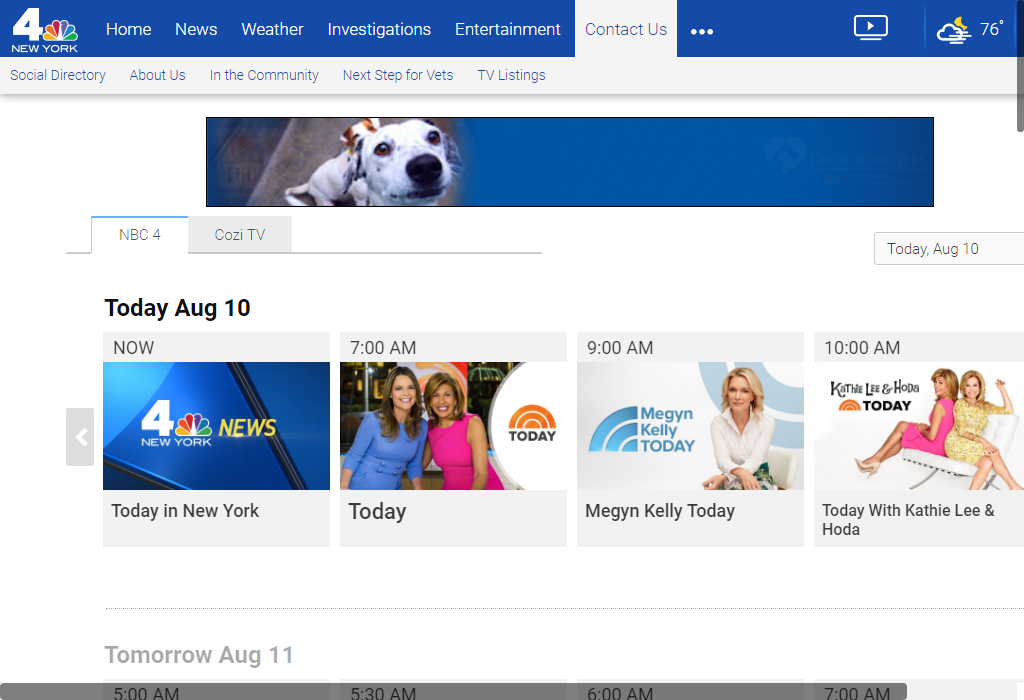 4
NEW YORK
Home News Weather Investigations Entertainment Contact Us ••• 76°
Social Directory About Us In the Community Next Step for Vets TV Listings
NBC 4 Cozi TV
Today, Aug 10
Today Aug 10
NOW 7:00 AM 9:00 AM 10:00 AM
4 NEWS
NEW YORK
TODAY
Megyn
Kelly
TODAY
KATHIE LEE & HODA
TODAY
Today in New York Today Megyn Kelly Today Today With Kathie Lee &
Hoda
Tomorrow Aug 11
5:00 AM 5:30 AM 6:00 AM 7:00 AM